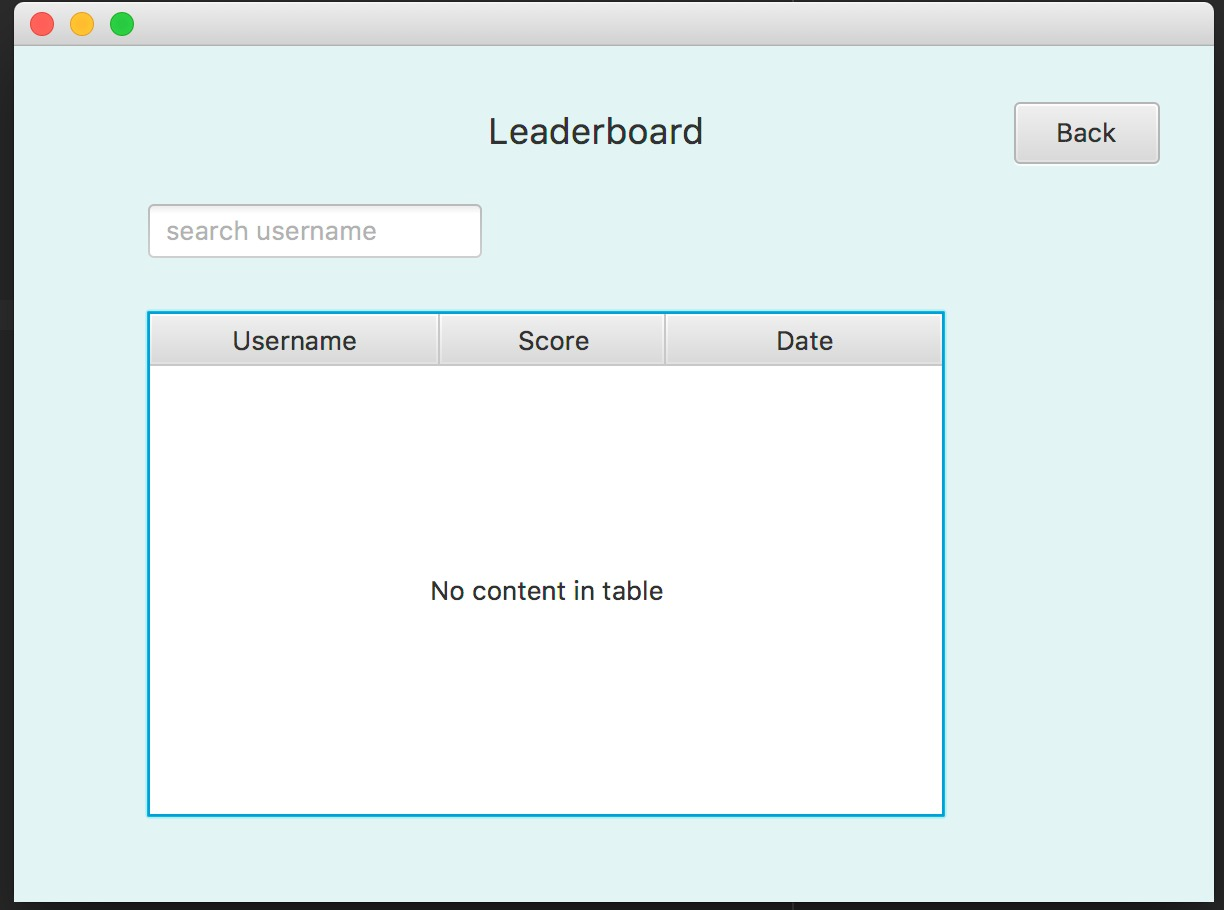 Leaderboard
Back
search username
Username Score Date
No content in table